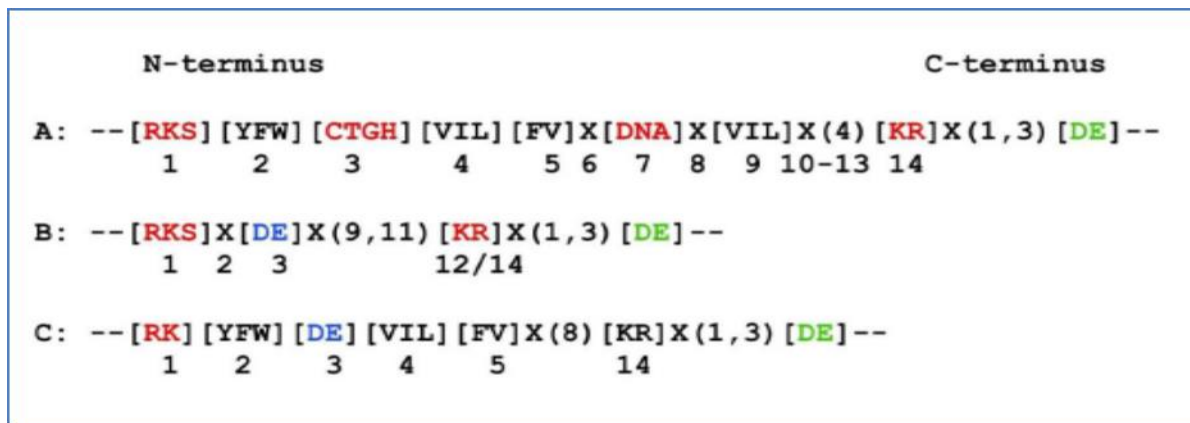 N-terminus C-terminus
A: --[RKS][YFW][CTGH][VIL][FV]X[DNA]X[VIL]X(4)[KR]X(1,3)[DE]--
1 2 3 4 5 6 7 8 9 10-13 14
B: --[RKS]X[DE]X(9,11)[KR]X(1,3)[DE]--
1 2 3 12/14
C: --[RK][YFW][DE][VIL][FV]X(8)[KR]X(1,3)[DE]--
1 2 3 4 5 14